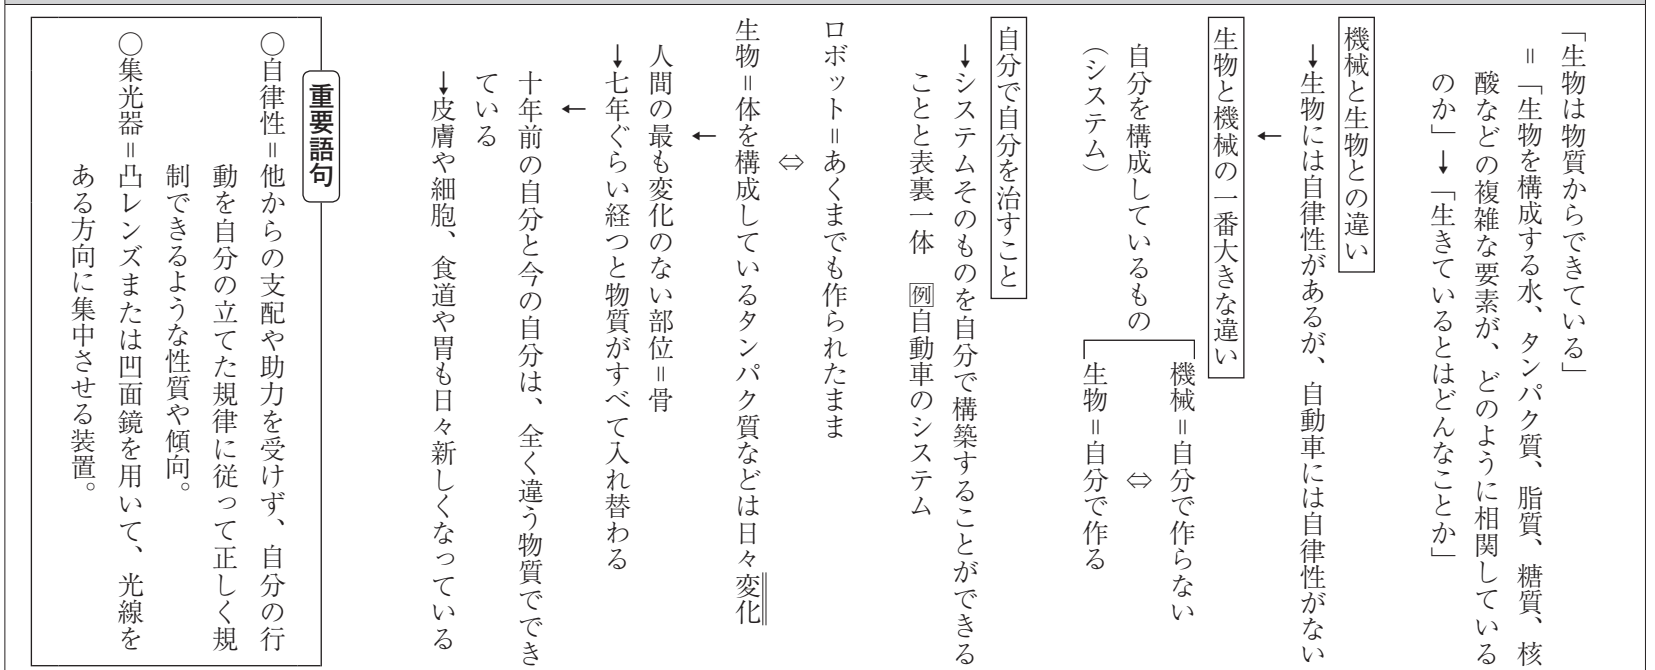 「生物は物質からできている」
＝「生物を構成する水、タンパク質、脂質、糖質、核
酸などの複雑な要素が、どのように相関している
のか」→「生きているとはどんなことか」
機械と生物との違い
→生物には自律性があるが、自動車には自律性がない
←
生物と機械の一番大きな違い
機械＝自分で作らない
自分を構成しているもの
⇔
（システム）
生物＝自分で作る
自分で自分を治すこと
→システムそのものを自分で構築することができる
ことと表裏一体　例自動車のシステム
ロボット＝あくまでも作られたまま
⇔
生物＝体を構成しているタンパク質などは日々変化
←
人間の最も変化のない部位＝骨
→七年ぐらい経つと物質がすべて入れ替わる
←
十年前の自分と今の自分は、全く違う物質ででき
ている
→皮膚や細胞、食道や胃も日々新しくなっている
重要語句
○自律性＝他からの支配や助力を受けず、自分の行
動を自分の立てた規律に従って正しく規
制できるような性質や傾向。
○集光器＝凸レンズまたは凹面鏡を用いて、光線を
ある方向に集中させる装置。